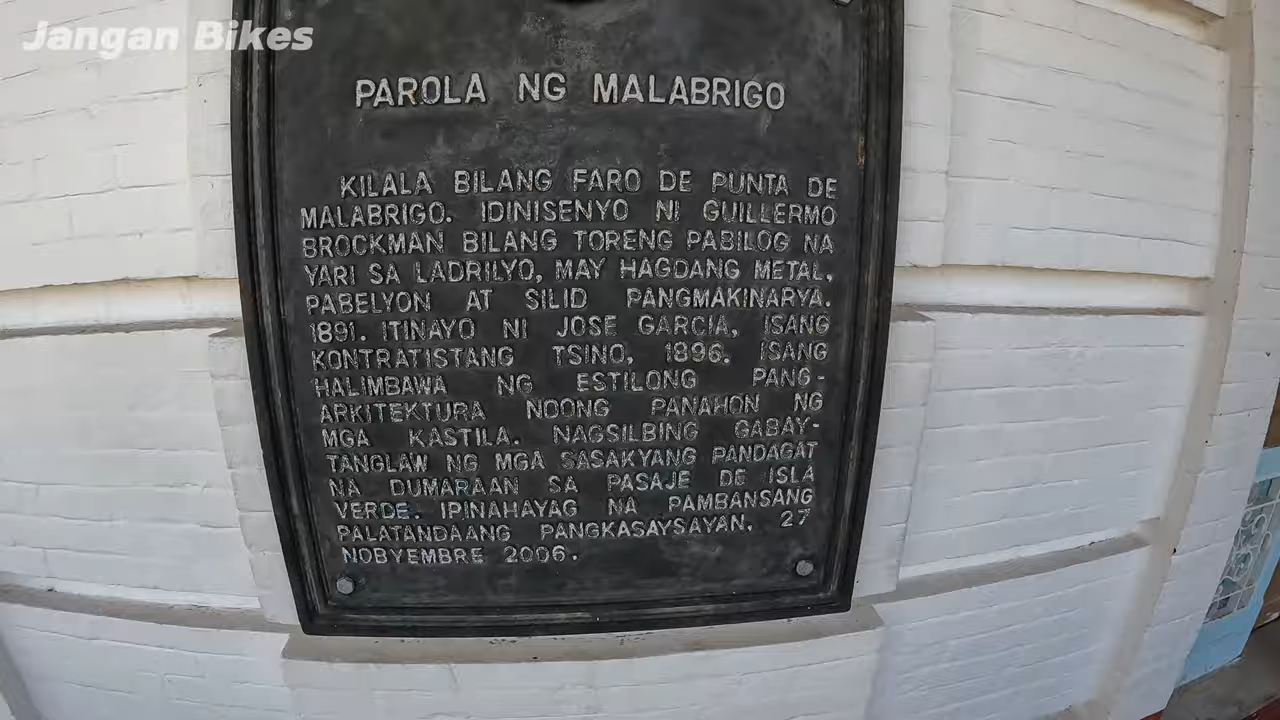 Jangan Bikes
PAROLA NG MALABRIGO
KILALA BILANG FARO DE PUNTA DE
MALABRIGO. IDINISENYO NI GUILLERMO
BROCKMAN BILANG TORENG PABILOG NA
YARI SA LADRILYO, MAY HAGDANG METAL,
PABELYON AT SILID PANGMAKINARYA.
1891. ITINAYO NI JOSE GARCIA, ISANG
KONTRATISTANG TSINO, 1896. ISANG
HALIMBAWA NG ESTILONG PANG-
ARKITEKTURA NOONG PANAHON NG
MGA KASTILA. NAGSILBING GABAY-
TANGLAW NG MGA SASAKYANG PANDAGAT
NA DUMARAAN SA PASAJE DE ISLA
VERDE. IPINAHAYAG NA PAMBANSANG
PALATANDAANG PANGKASAYSAYAN. 27
NOBYEMBRE 2006.